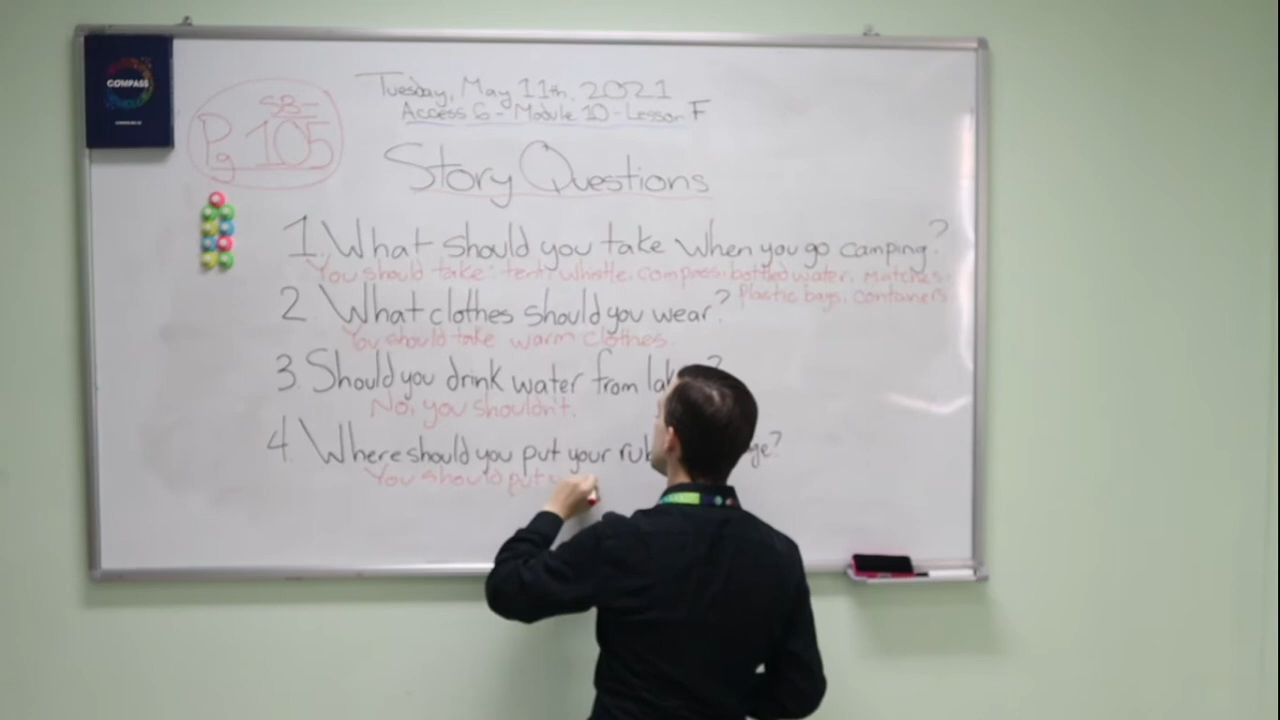 COMPASS
SB-
Pg 105
Tuesday, May 11th, 2021
Access 6 - Module 10 - Lesson F
Story Questions
1. What should you take when you go camping?
You should take: tent, whistle, compass, bottled water, matches,
plastic bags, containers
2. What clothes should you wear?
You should take warm clothes.
3. Should you drink water from
No, you shouldn't.
4. Where should you put your
You should put